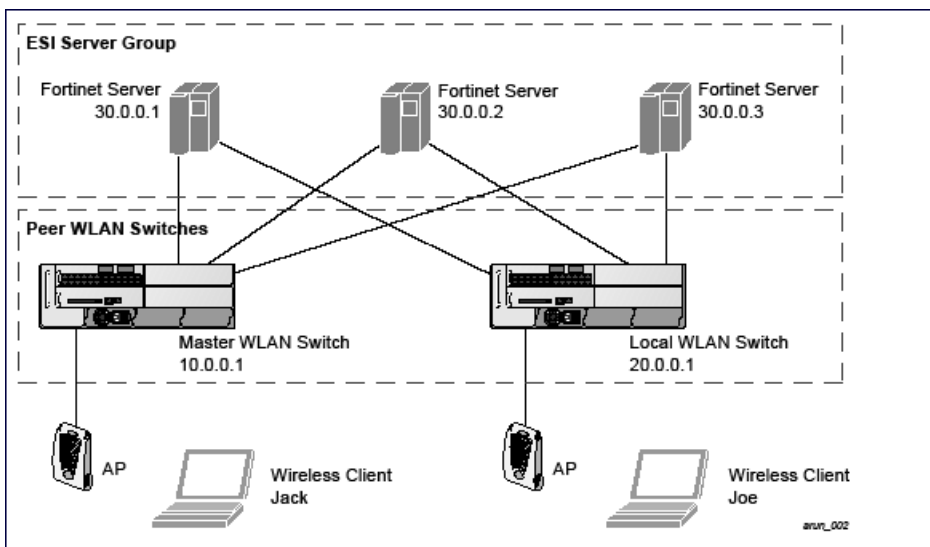 ESI Server Group
Fortinet Server
30.0.0.1
Fortinet Server
30.0.0.2
Fortinet Server
30.0.0.3
Peer WLAN Switches
Master WLAN Switch
10.0.0.1
Local WLAN Switch
20.0.0.1
AP
Wireless Client
Jack
AP
Wireless Client
Joe
arun_002